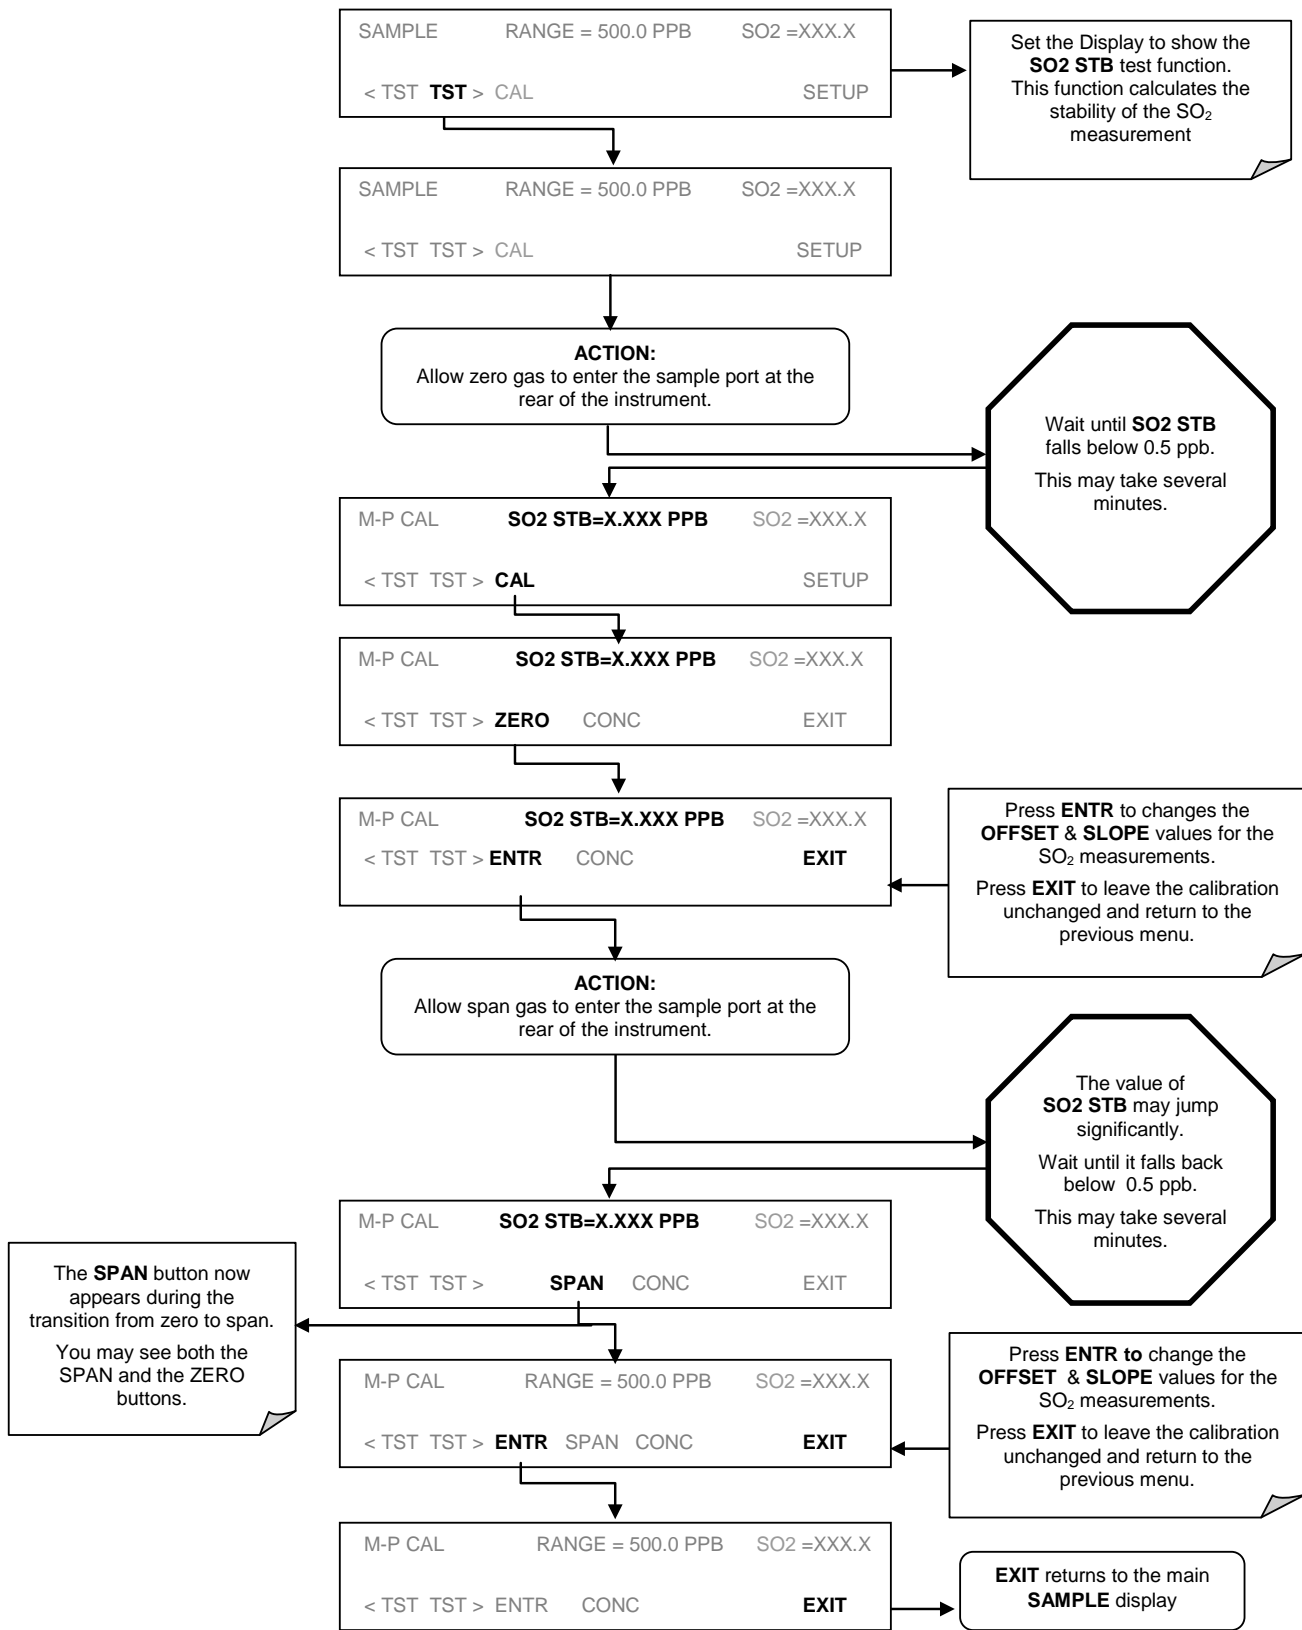 SAMPLE RANGE = 500.0 PPB SO2 =XXX.X
< TST TST > CAL SETUP
Set the Display to show the
SO2 STB test function.
This function calculates the
stability of the SO₂
measurement
SAMPLE RANGE = 500.0 PPB SO2 =XXX.X
< TST TST > CAL SETUP
ACTION:
Allow zero gas to enter the sample port at the
rear of the instrument.
Wait until SO2 STB
falls below 0.5 ppb.
This may take several
minutes.
M-P CAL SO2 STB=X.XXX PPB SO2 =XXX.X
< TST TST > CAL SETUP
M-P CAL SO2 STB=X.XXX PPB SO2 =XXX.X
< TST TST > ZERO CONC EXIT
M-P CAL SO2 STB=X.XXX PPB SO2 =XXX.X
< TST TST > ENTR CONC EXIT
Press ENTR to changes the
OFFSET & SLOPE values for the
SO₂ measurements.
Press EXIT to leave the calibration
unchanged and return to the
previous menu.
ACTION:
Allow span gas to enter the sample port at the
rear of the instrument.
The value of
SO2 STB may jump
significantly.
Wait until it falls back
below 0.5 ppb.
This may take several
minutes.
M-P CAL SO2 STB=X.XXX PPB SO2 =XXX.X
< TST TST > SPAN CONC EXIT
The SPAN button now
appears during the
transition from zero to span.
You may see both the
SPAN and the ZERO
buttons.
M-P CAL RANGE = 500.0 PPB SO2 =XXX.X
< TST TST > ENTR SPAN CONC EXIT
Press ENTR to change the
OFFSET & SLOPE values for the
SO₂ measurements.
Press EXIT to leave the calibration
unchanged and return to the
previous menu.
M-P CAL RANGE = 500.0 PPB SO2 =XXX.X
< TST TST > ENTR CONC EXIT
EXIT returns to the main
SAMPLE display